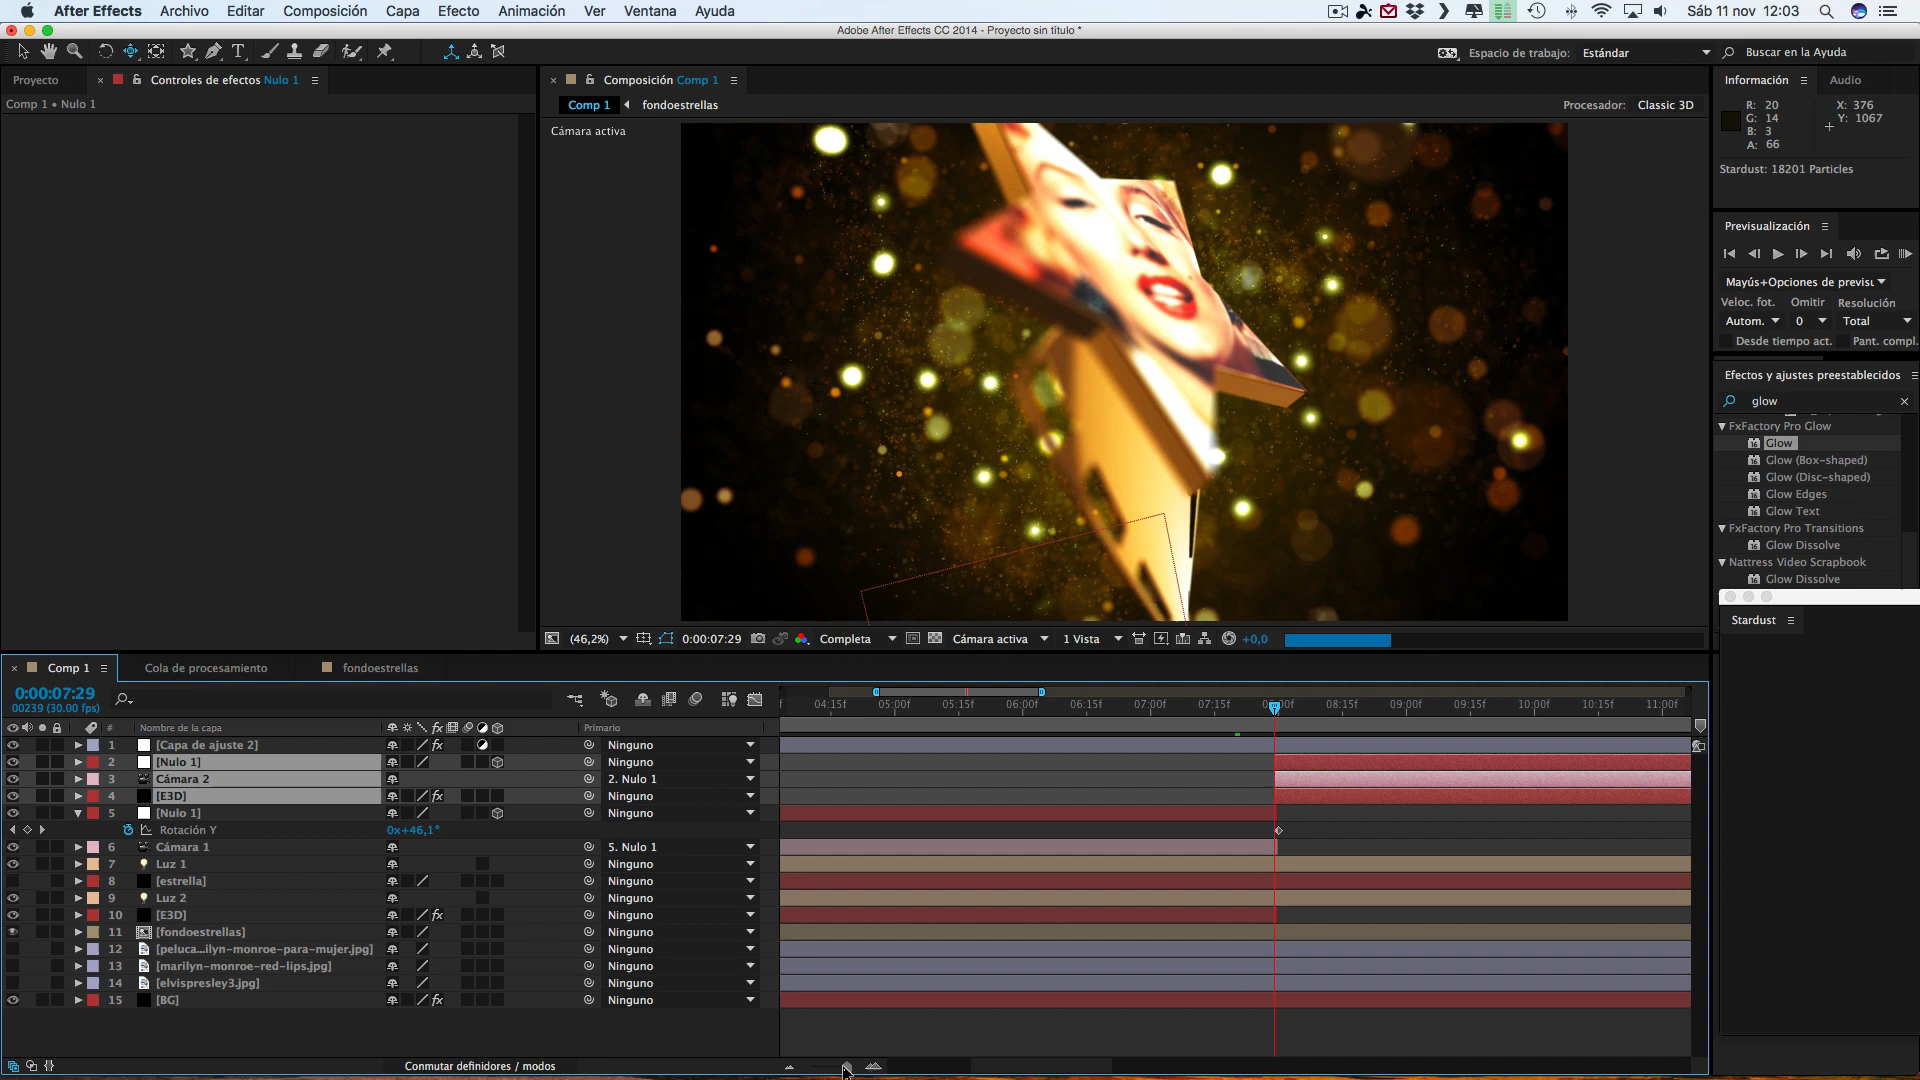 After Effects Archivo Editar Composición Capa Efecto Animación Ver Ventana Ayuda Sáb 11 nov 12:03
Adobe After Effects CC 2014 - Proyecto sin título *
Espacio de trabajo: Estándar Buscar en la Ayuda
Proyecto × Controles de efectos Nulo 1 × Composición Comp 1 Información Audio
Comp 1 • Nulo 1 Comp 1 fondoestrellas Procesador: Classic 3D
Cámara activa
R: 20 X: 376
G: 14 Y: 1067
B: 3
A: 66
Stardust: 18201 Particles
Previsualización
Mayús+Opciones de previsu
Veloc. fot. Omitir Resolución
Autom. 0 Total
Desde tiempo act. Pant. compl.
Efectos y ajustes preestablecidos
glow
FxFactory Pro Glow
Glow
Glow (Box-shaped)
Glow (Disc-shaped)
Glow Edges
Glow Text
FxFactory Pro Transitions
Glow Dissolve
Nattress Video Scrapbook
Glow Dissolve
Stardust
(46,2%) 0:00:07:29 Completa Cámara activa 1 Vista +0,0
× Comp 1 Cola de procesamiento fondoestrellas
0:00:07:29
00239 (30.00 fps)
f 04:15f 05:00f 05:15f 06:00f 06:15f 07:00f 07:15f 08:15f 09:00f 09:15f 10:00f 10:15f 11:00f
# Nombre de la capa fx Primario
1 [Capa de ajuste 2] fx Ninguno
2 [Nulo 1] Ninguno
3 Cámara 2 2. Nulo 1
4 [E3D] fx Ninguno
5 [Nulo 1] Ninguno
Rotación Y 0x+46,1°
6 Cámara 1 5. Nulo 1
7 Luz 1 Ninguno
8 [estrella] Ninguno
9 Luz 2 Ninguno
10 [E3D] fx Ninguno
11 [fondoestrellas] Ninguno
12 [peluca...ilyn-monroe-para-mujer.jpg] Ninguno
13 [marilyn-monroe-red-lips.jpg] Ninguno
14 [elvispresley3.jpg] Ninguno
15 [BG] fx Ninguno
Conmutar definidores / modos